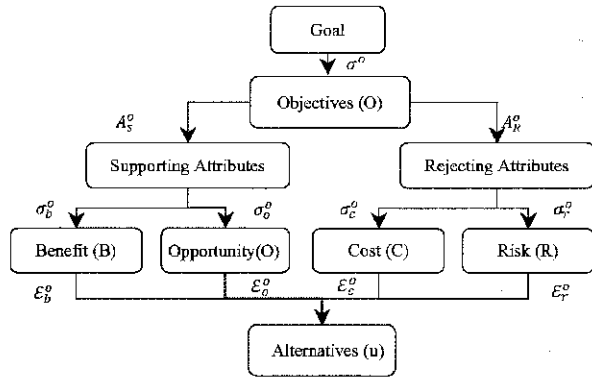 Goal
σ°
Objectives (O)
A_s^o A_R^o
Supporting Attributes Rejecting Attributes
σ_b^o σ_o^o σ_c^o σ_r^o
Benefit (B) Opportunity(O) Cost (C) Risk (R)
ε_b^o ε_o^o ε_c^o ε_r^o
Alternatives (u)